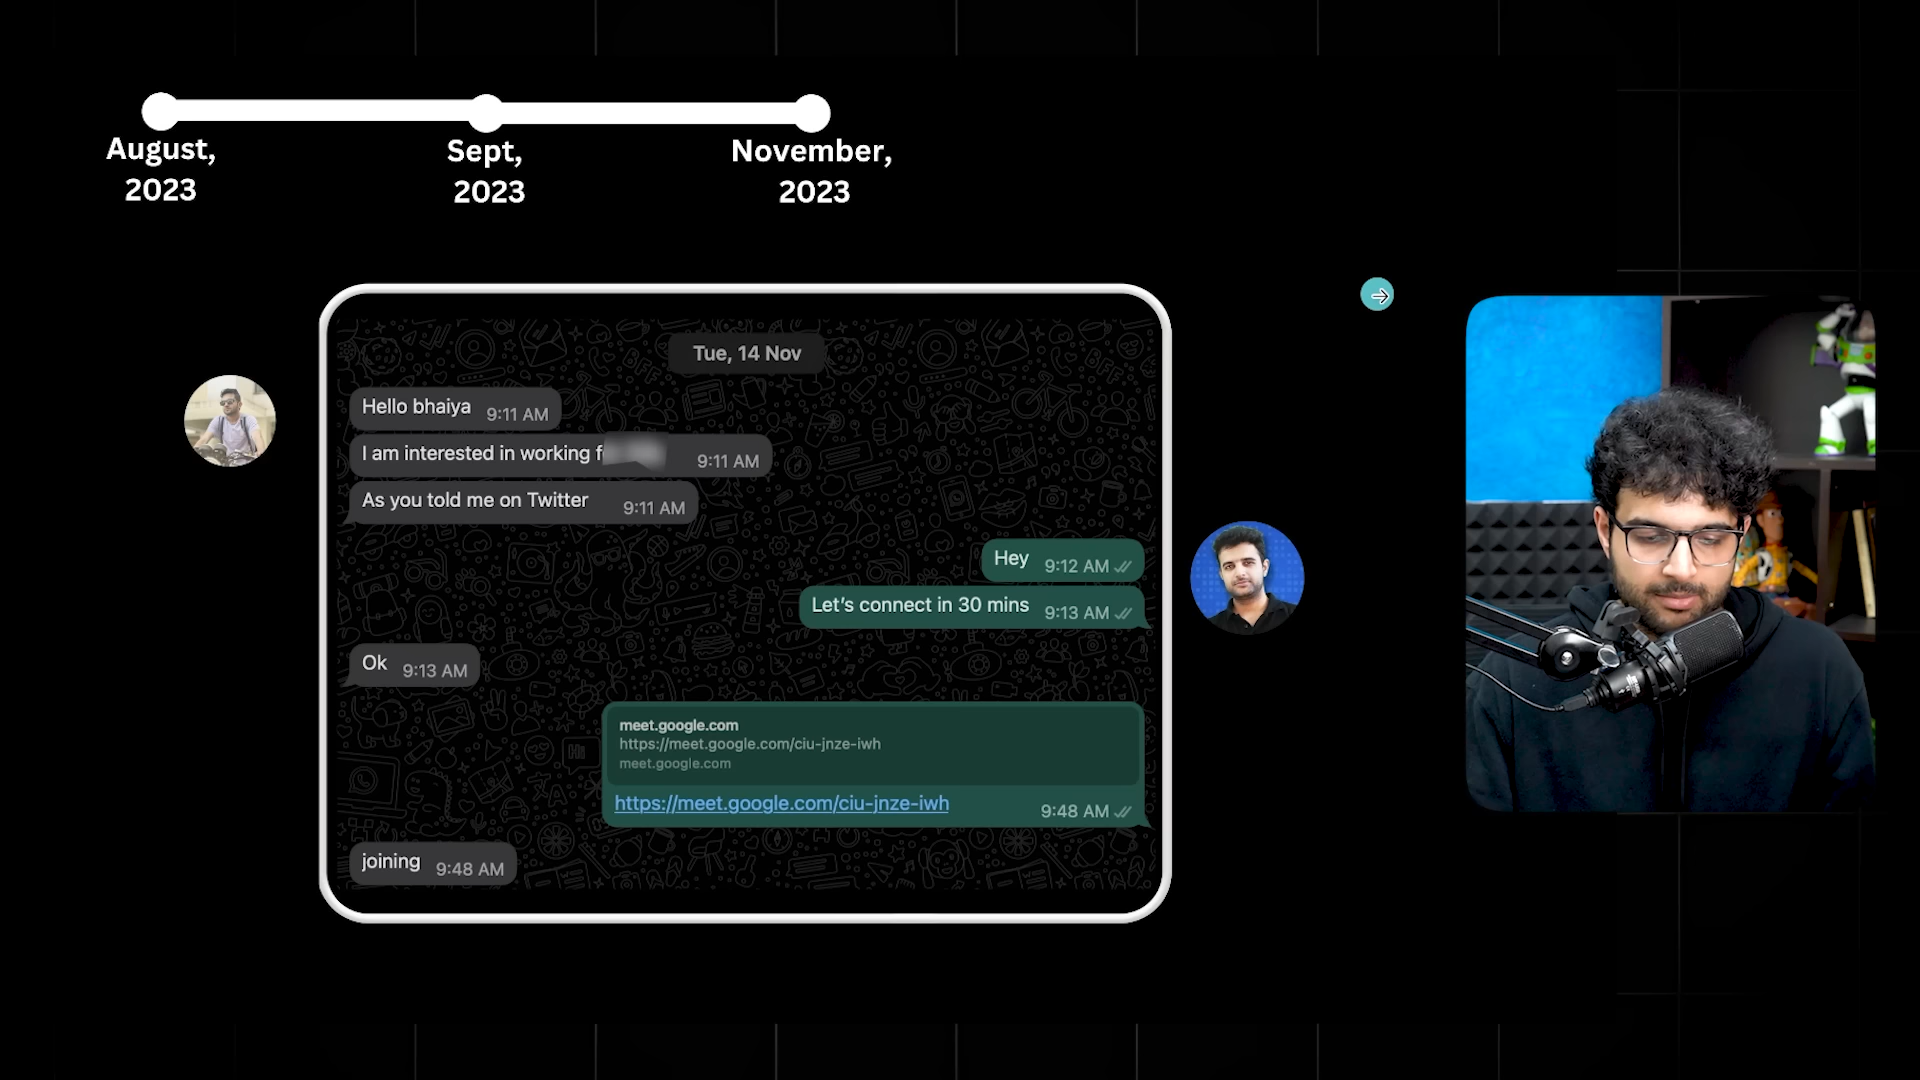 August,
2023
Sept,
2023
November,
2023
Tue, 14 Nov
Hello bhaiya 9:11 AM
I am interested in working 9:11 AM
As you told me on Twitter 9:11 AM
Hey 9:12 AM
Let's connect in 30 mins 9:13 AM
Ok 9:13 AM
meet.google.com
https://meet.google.com/ciu-jnze-iwh
meet.google.com
https://meet.google.com/ciu-jnze-iwh 9:48 AM
joining 9:48 AM